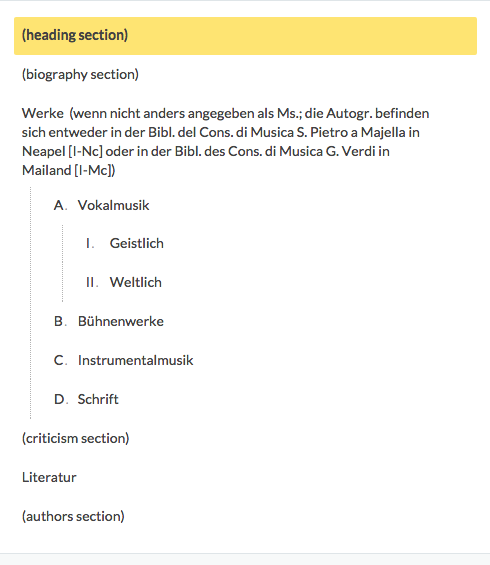 (heading section)
(biography section)
Werke (wenn nicht anders angegeben als Ms.; die Autogr. befinden
sich entweder in der Bibl. del Cons. di Musica S. Pietro a Majella in
Neapel [I-Nc] oder in der Bibl. des Cons. di Musica G. Verdi in
Mailand [I-Mc])
A. Vokalmusik
I. Geistlich
II. Weltlich
B. Bühnenwerke
C. Instrumentalmusik
D. Schrift
(criticism section)
Literatur
(authors section)